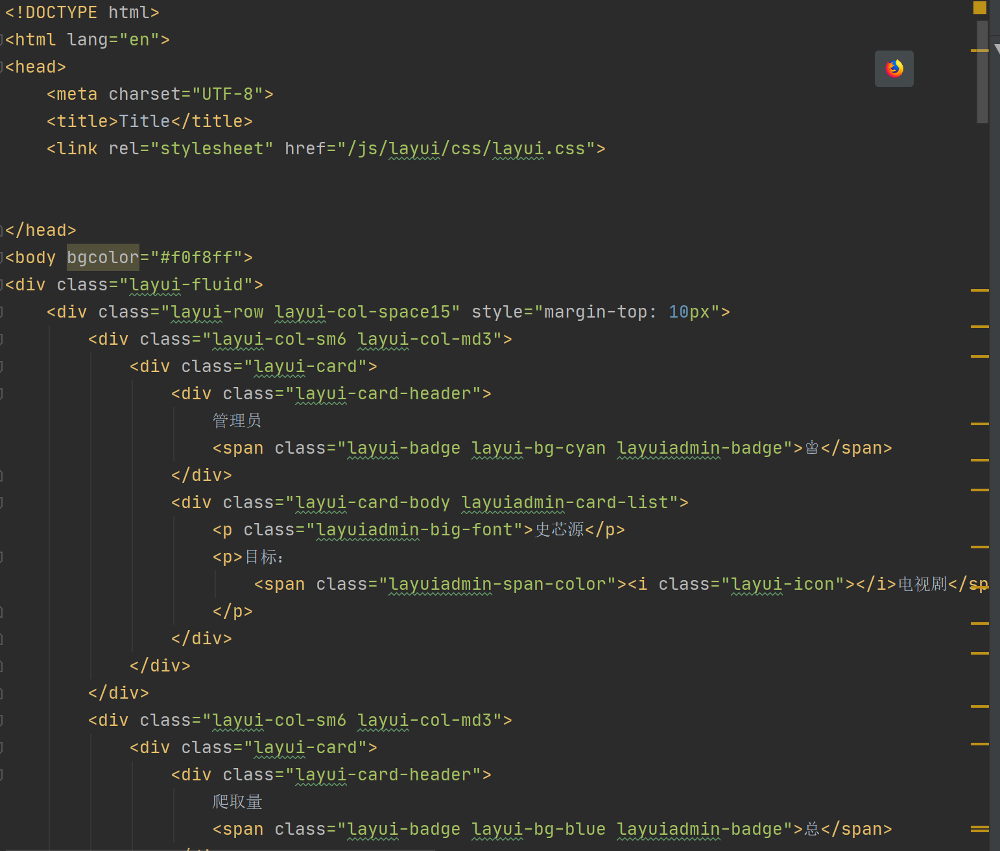 <!DOCTYPE html>
<html lang="en">
<head>
    <meta charset="UTF-8">
    <title>Title</title>
    <link rel="stylesheet" href="/js/layui/css/layui.css">
</head>
<body bgcolor="#f0f8ff">
<div class="layui-fluid">
    <div class="layui-row layui-col-space15" style="margin-top: 10px">
        <div class="layui-col-sm6 layui-col-md3">
            <div class="layui-card">
                <div class="layui-card-header">
                    管理员
                    <span class="layui-badge layui-bg-cyan layuiadmin-badge">♔</span>
                </div>
                <div class="layui-card-body layuiadmin-card-list">
                    <p class="layuiadmin-big-font">史芯源</p>
                    <p>目标：
                        <span class="layuiadmin-span-color"><i class="layui-icon"></i>电视剧</sp
                    </p>
                </div>
            </div>
        </div>
        <div class="layui-col-sm6 layui-col-md3">
            <div class="layui-card">
                <div class="layui-card-header">
                    爬取量
                    <span class="layui-badge layui-bg-blue layuiadmin-badge">总</span>